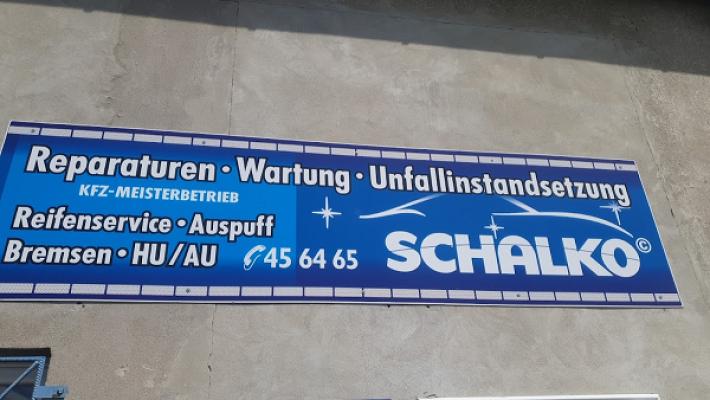 Reparaturen · Wartung · Unfallinstandsetzung
KFZ-MEISTERBETRIEB
Reifenservice · Auspuff
Bremsen · HU/AU
45 64 65
SCHALKO©